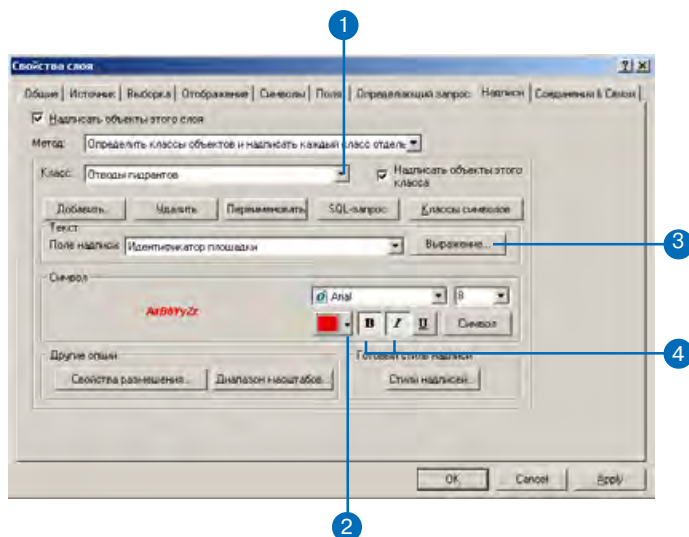 1
Свойства слоя
Общие Источник Выборка Отображение Символы Поля Определяющий запрос Надписи Соединения & Связи
Надписать объекты этого слоя
Метод: Определить классы объектов и надписать каждый класс отдель
Класс: Отводы гидрантов
Надписать объекты этого класса
Добавить... Удалить Переименовать SQL-запрос Классы символов
Текст
Поле надписи: Идентификатор площадки Выражение...
3
Символ
AaBbYyZz
Arial 8
B I U Символ
4
Другие опции
Готовый стиль надписи
Свойства размещения... Диапазон масштабов... Стили надписей...
OK Cancel Apply
2